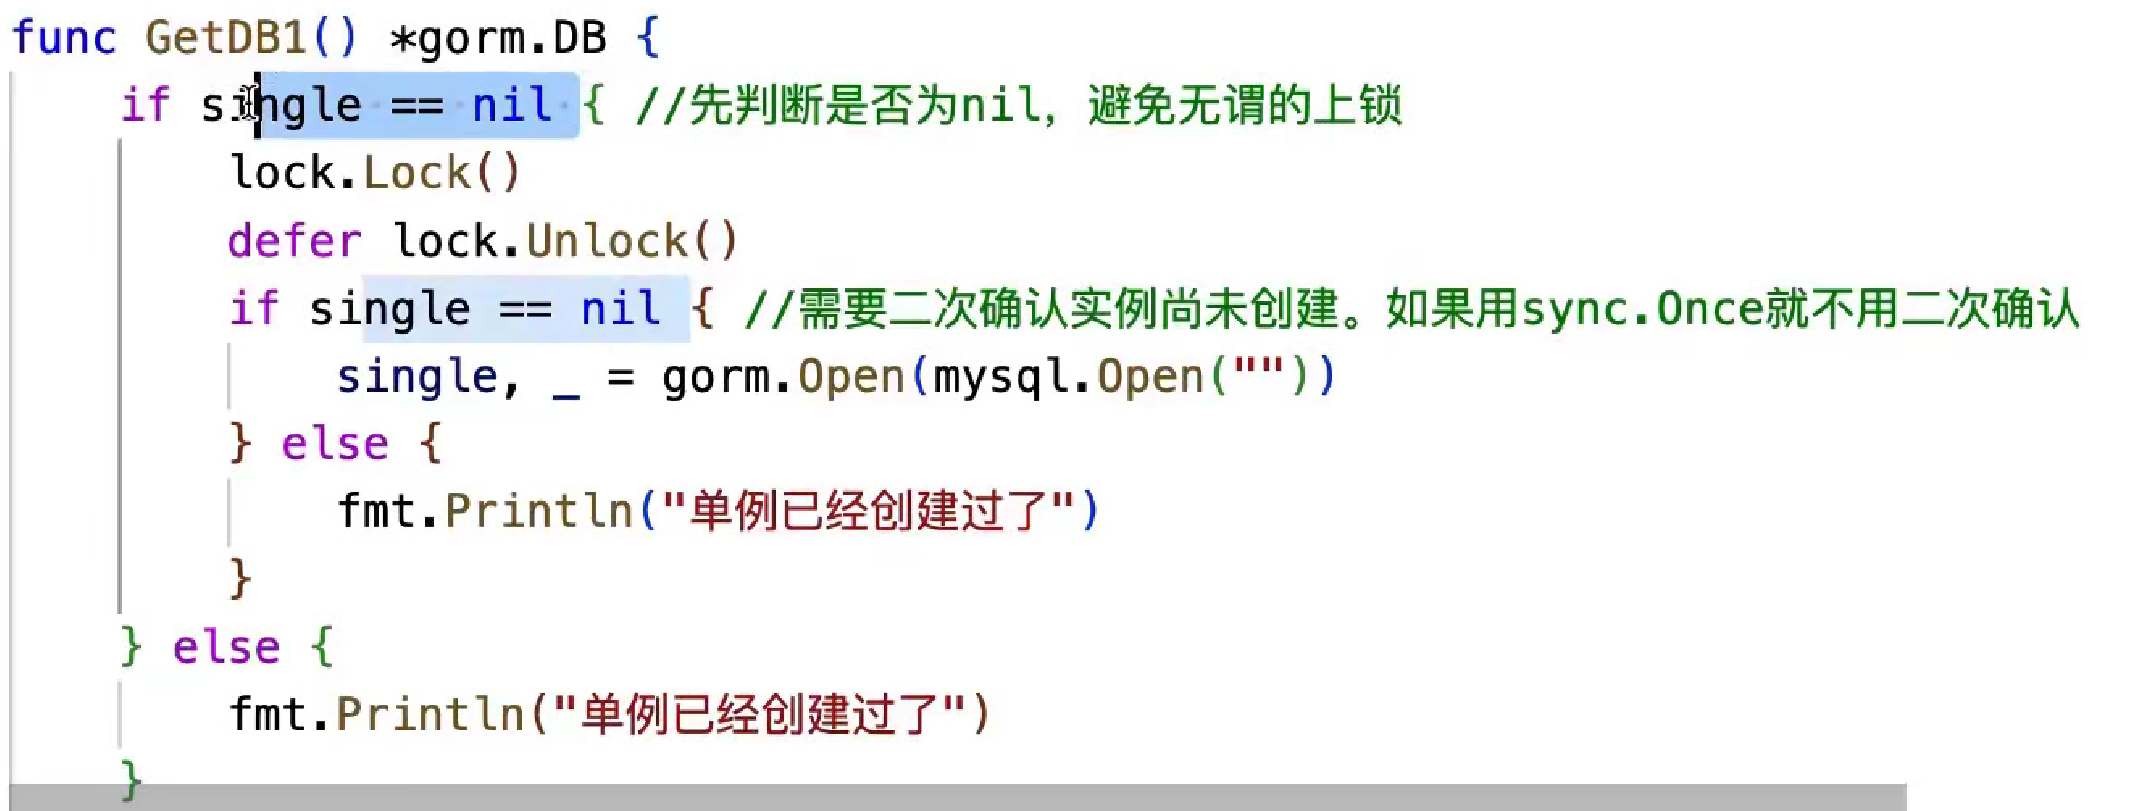 func GetDB1() *gorm.DB {
if single == nil { //先判断是否为nil，避免无谓的上锁
lock.Lock()
defer lock.Unlock()
if single == nil { //需要二次确认实例尚未创建。如果用sync.Once就不用二次确认
single, _ = gorm.Open(mysql.Open(""))
} else {
fmt.Println("单例已经创建过了")
}
} else {
fmt.Println("单例已经创建过了")
}